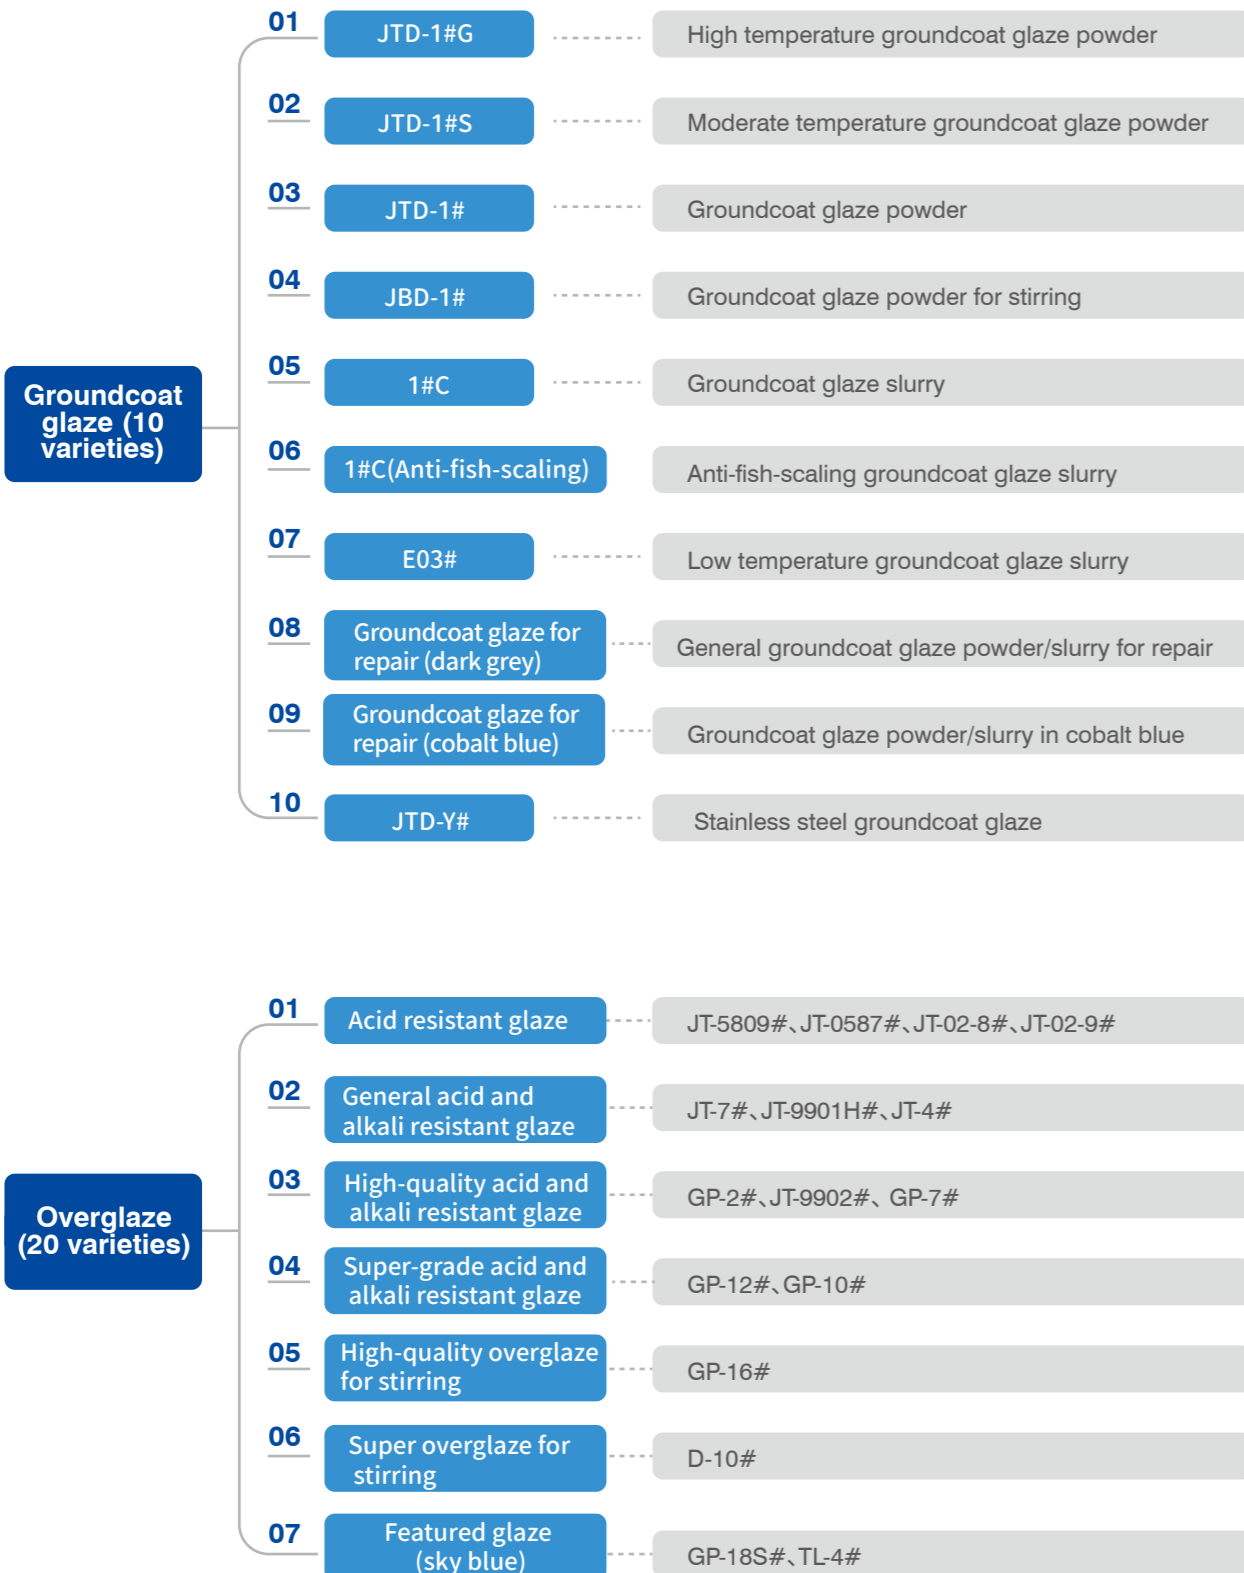 01
JTD-1#G
High temperature groundcoat glaze powder
02
JTD-1#S
Moderate temperature groundcoat glaze powder
03
JTD-1#
Groundcoat glaze powder
04
JBD-1#
Groundcoat glaze powder for stirring
05
1#C
Groundcoat glaze slurry
Groundcoat
glaze (10
varieties)
06
1#C(Anti-fish-scaling)
Anti-fish-scaling groundcoat glaze slurry
07
E03#
Low temperature groundcoat glaze slurry
08
Groundcoat glaze for
repair (dark grey)
General groundcoat glaze powder/slurry for repair
09
Groundcoat glaze for
repair (cobalt blue)
Groundcoat glaze powder/slurry in cobalt blue
10
JTD-Y#
Stainless steel groundcoat glaze
01
Acid resistant glaze
JT-5809#、JT-0587#、JT-02-8#、JT-02-9#
02
General acid and
alkali resistant glaze
JT-7#、JT-9901H#、JT-4#
03
High-quality acid and
alkali resistant glaze
GP-2#、JT-9902#、 GP-7#
Overglaze
(20 varieties)
04
Super-grade acid and
alkali resistant glaze
GP-12#、GP-10#
05
High-quality overglaze
for stirring
GP-16#
06
Super overglaze for
stirring
D-10#
07
Featured glaze
(sky blue)
GP-18S#、TL-4#